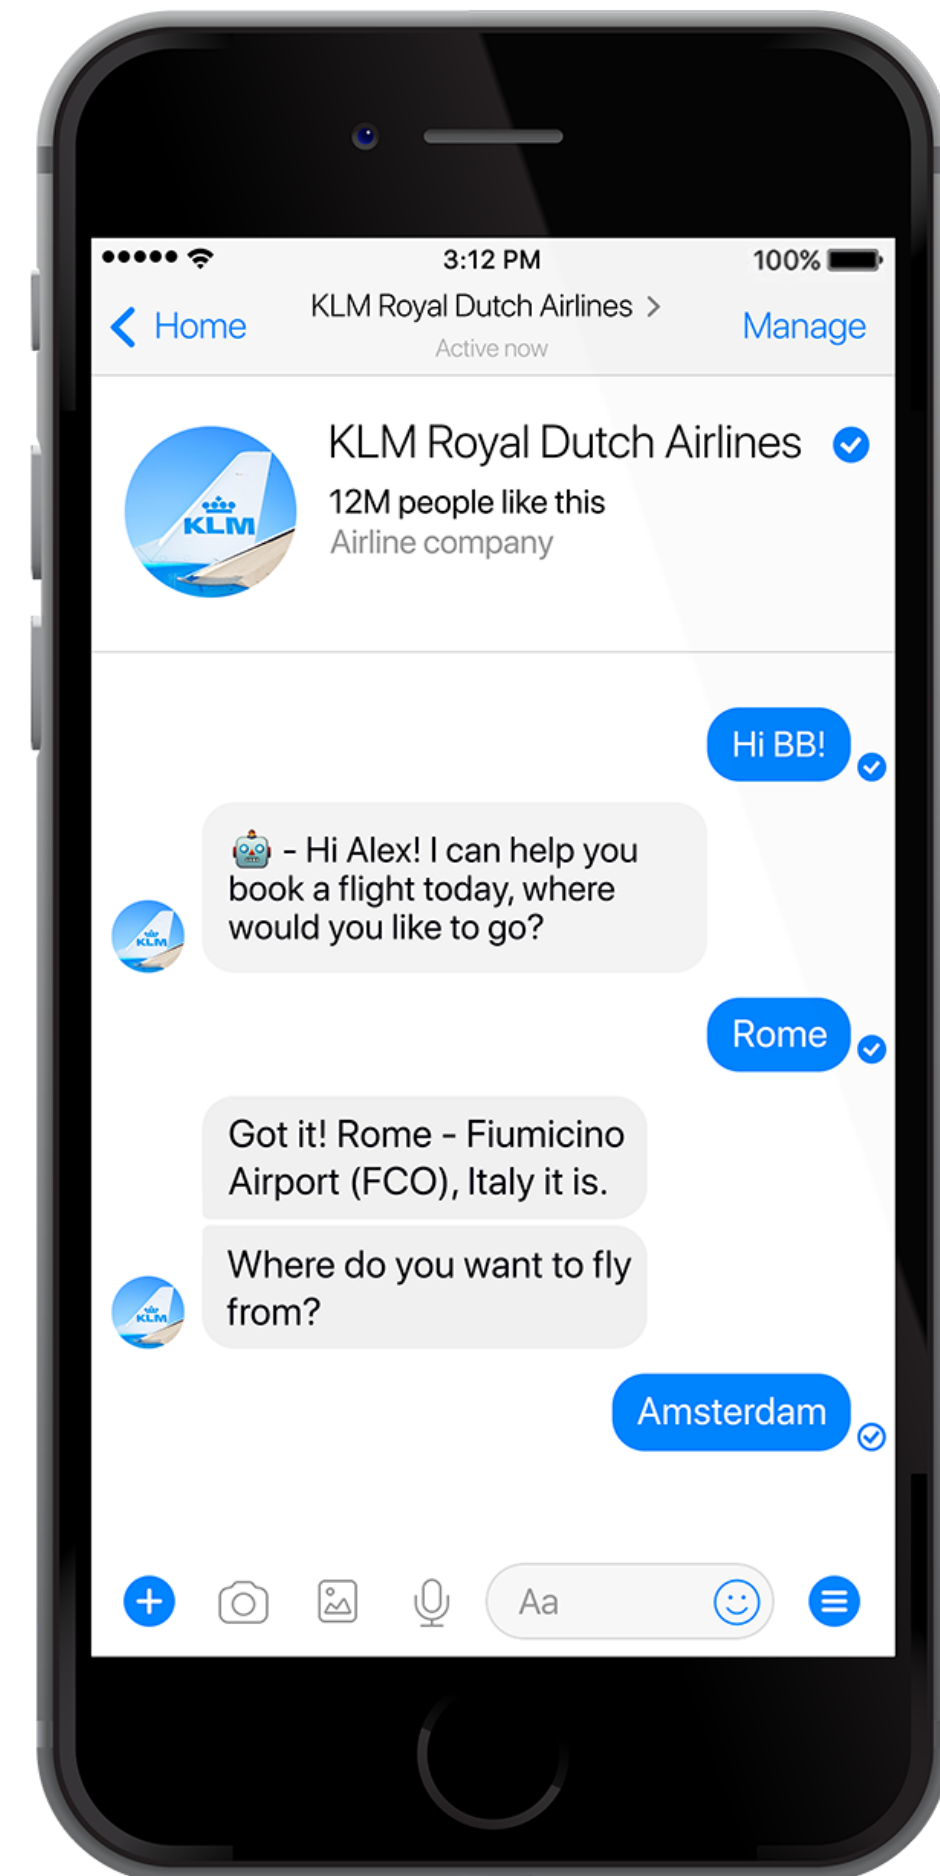 3:12 PM
100%
Home
KLM Royal Dutch Airlines
Manage
Active now
KLM Royal Dutch Airlines
KLM
12M people like this
Airline company
Hi BB!
🤖 - Hi Alex! I can help you
book a flight today, where
would you like to go?
KLM
Rome
Got it! Rome - Fiumicino
Airport (FCO), Italy it is.
Where do you want to fly
from?
KLM
Amsterdam
Aa